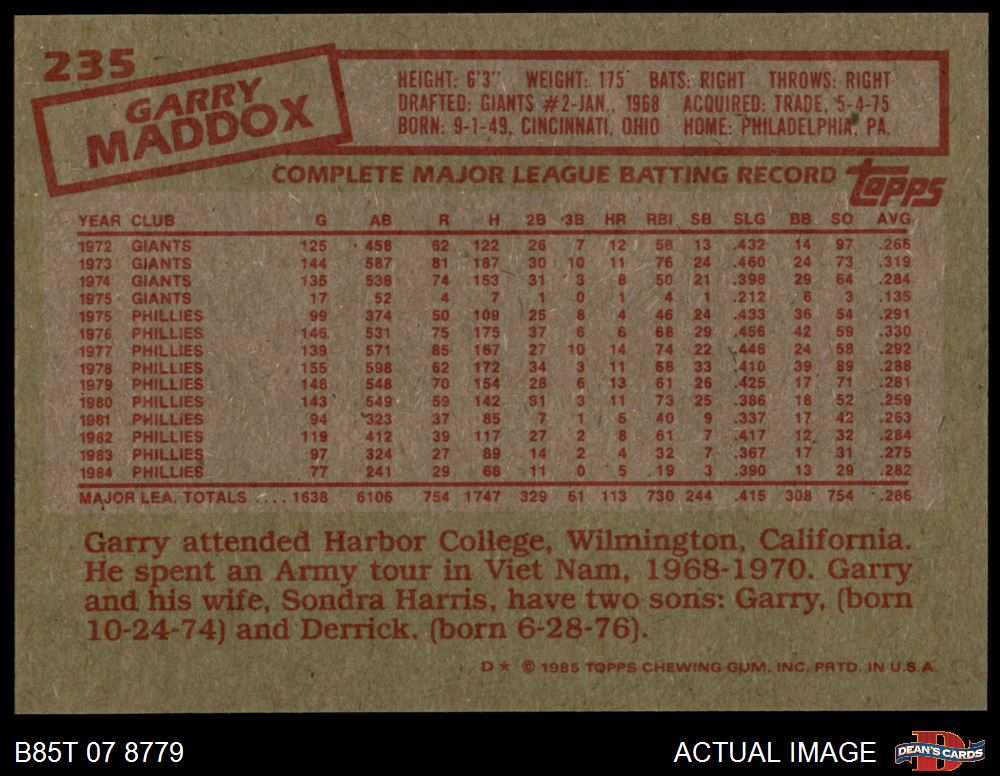 235
GARRY
MADDOX
HEIGHT: 6'3" WEIGHT: 175' BATS: RIGHT THROWS: RIGHT
DRAFTED: GIANTS #2-JAN., 1968 ACQUIRED: TRADE, 5-4-75
BORN: 9-1-49, CINCINNATI, OHIO HOME: PHILADELPHIA, PA.
COMPLETE MAJOR LEAGUE BATTING RECORD topps
YEAR CLUB G AB R H 2B 3B HR RBI SB SLG BB SO AVG
1972 GIANTS 125 458 62 122 26 7 12 58 13 .432 14 97 .266
1973 GIANTS 144 587 81 187 30 10 11 76 24 .460 24 73 .319
1974 GIANTS 135 538 74 153 31 3 8 50 21 .398 29 64 .284
1975 GIANTS 17 52 4 7 1 0 1 4 1 .212 6 3 .135
1975 PHILLIES 99 374 50 109 25 8 4 46 24 .433 36 54 .291
1976 PHILLIES 146 531 75 175 37 6 6 68 29 .456 42 59 .330
1977 PHILLIES 139 571 85 167 27 10 14 74 22 .448 24 58 .292
1978 PHILLIES 155 598 62 172 34 3 11 68 33 .410 39 89 .288
1979 PHILLIES 148 548 70 154 28 6 13 61 26 .425 17 71 .281
1980 PHILLIES 143 549 59 142 31 3 11 73 25 .386 18 52 .259
1981 PHILLIES 94 323 37 85 7 1 5 40 9 .337 17 42 .263
1982 PHILLIES 119 412 39 117 27 2 8 61 7 .417 12 32 .284
1983 PHILLIES 97 324 27 89 14 2 4 32 7 .367 17 31 .275
1984 PHILLIES 77 241 29 68 11 0 5 19 3 .390 13 29 .282
MAJOR LEA. TOTALS .... 1638 6106 754 1747 329 61 113 730 244 .415 308 754 .286
Garry attended Harbor College, Wilmington, California.
He spent an Army tour in Viet Nam, 1968-1970. Garry
and his wife, Sondra Harris, have two sons: Garry, (born
10-24-74) and Derrick. (born 6-28-76).
D* © 1985 TOPPS CHEWING GUM, INC. PRTD. IN U.S.A.
B85T 07 8779 ACTUAL IMAGE DEAN'S CARDS